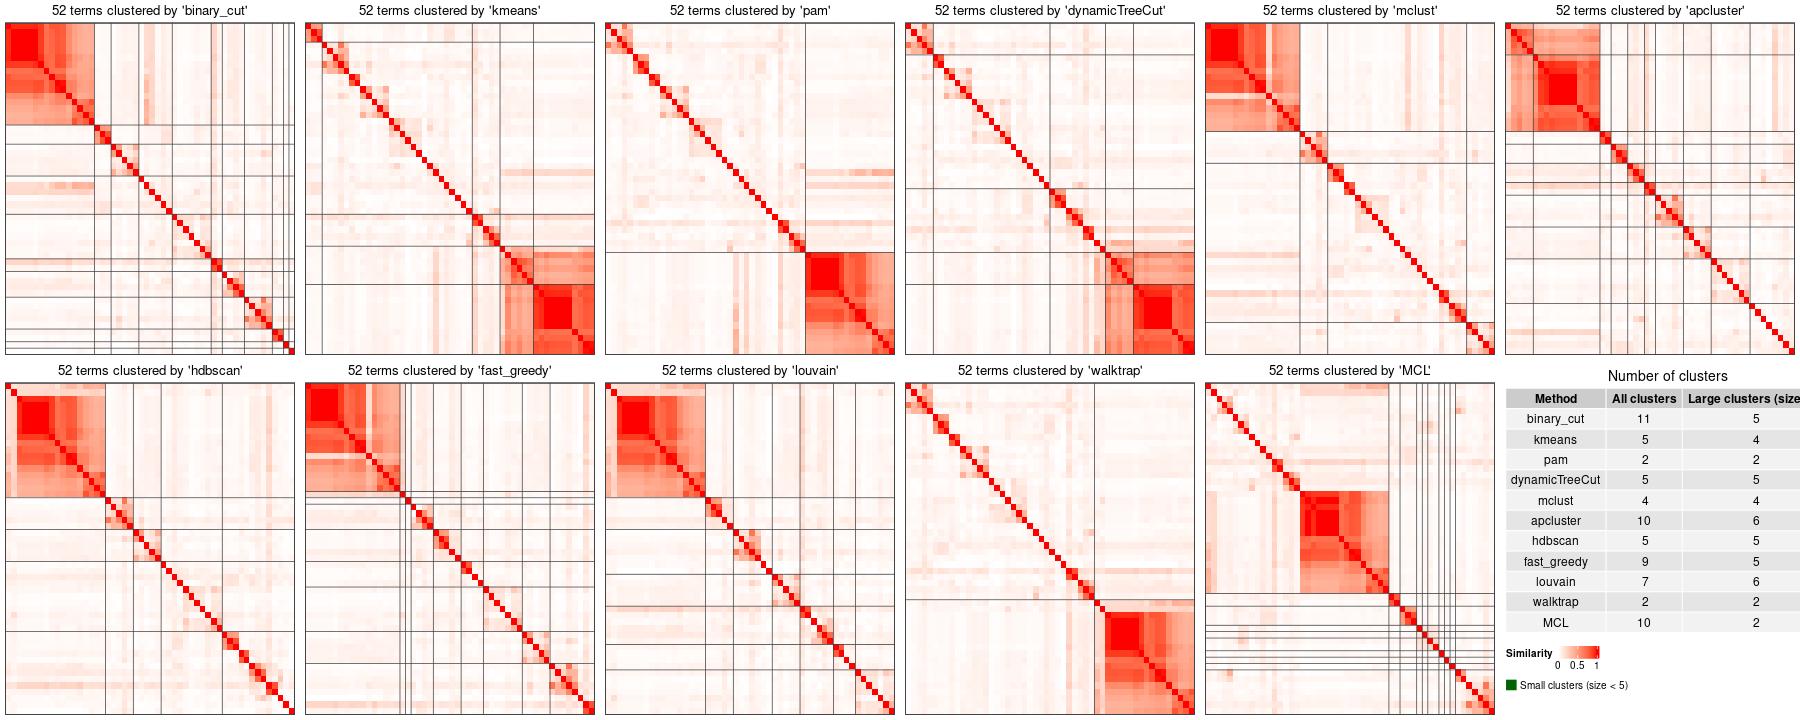 52 terms clustered by 'binary_cut'
52 terms clustered by 'kmeans'
52 terms clustered by 'pam'
52 terms clustered by 'dynamicTreeCut'
52 terms clustered by 'mclust'
52 terms clustered by 'apcluster'
52 terms clustered by 'hdbscan'
52 terms clustered by 'fast_greedy'
52 terms clustered by 'louvain'
52 terms clustered by 'walktrap'
52 terms clustered by 'MCL'
Number of clusters
Method All clusters Large clusters (size
binary_cut 11 5
kmeans 5 4
pam 2 2
dynamicTreeCut 5 5
mclust 4 4
apcluster 10 6
hdbscan 5 5
fast_greedy 9 5
louvain 7 6
walktrap 2 2
MCL 10 2
Similarity
0 0.5 1
Small clusters (size < 5)